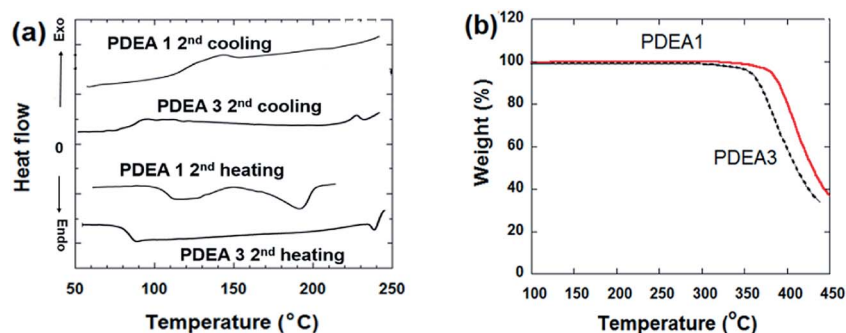 (a)
Exo
0
Endo
Heat flow
PDEA 1 2nd cooling
PDEA 3 2nd cooling
PDEA 1 2nd heating
PDEA 3 2nd heating
50 100 150 200 250
Temperature (°C)
(b)
120
100
80
60
40
20
0
Weight (%)
PDEA1
PDEA3
100 150 200 250 300 350 400 450
Temperature (°C)